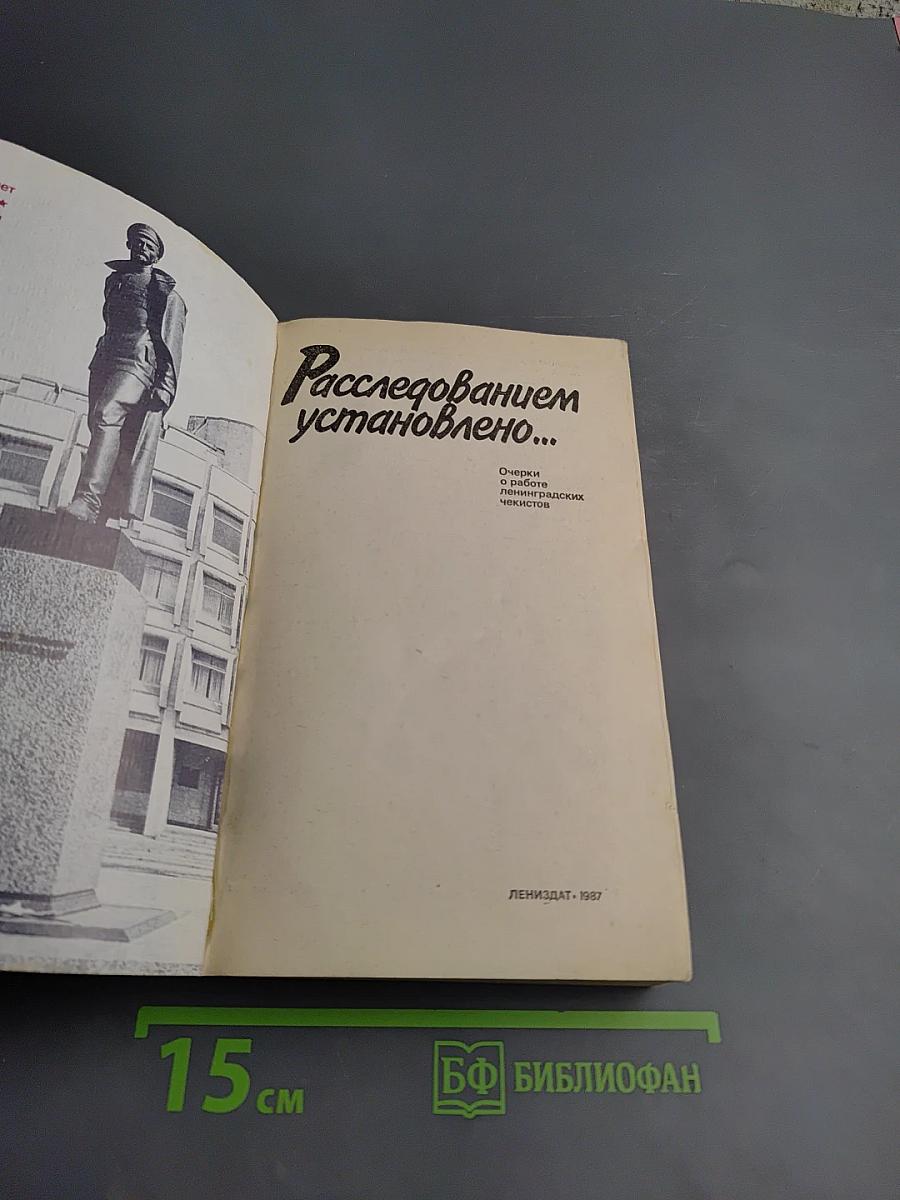 Расследованием
установлено...
Очерки
о работе
ленинградских
чекистов
ЛЕНИЗДАТ • 1987
15 см
БФ БИБЛИОФАН